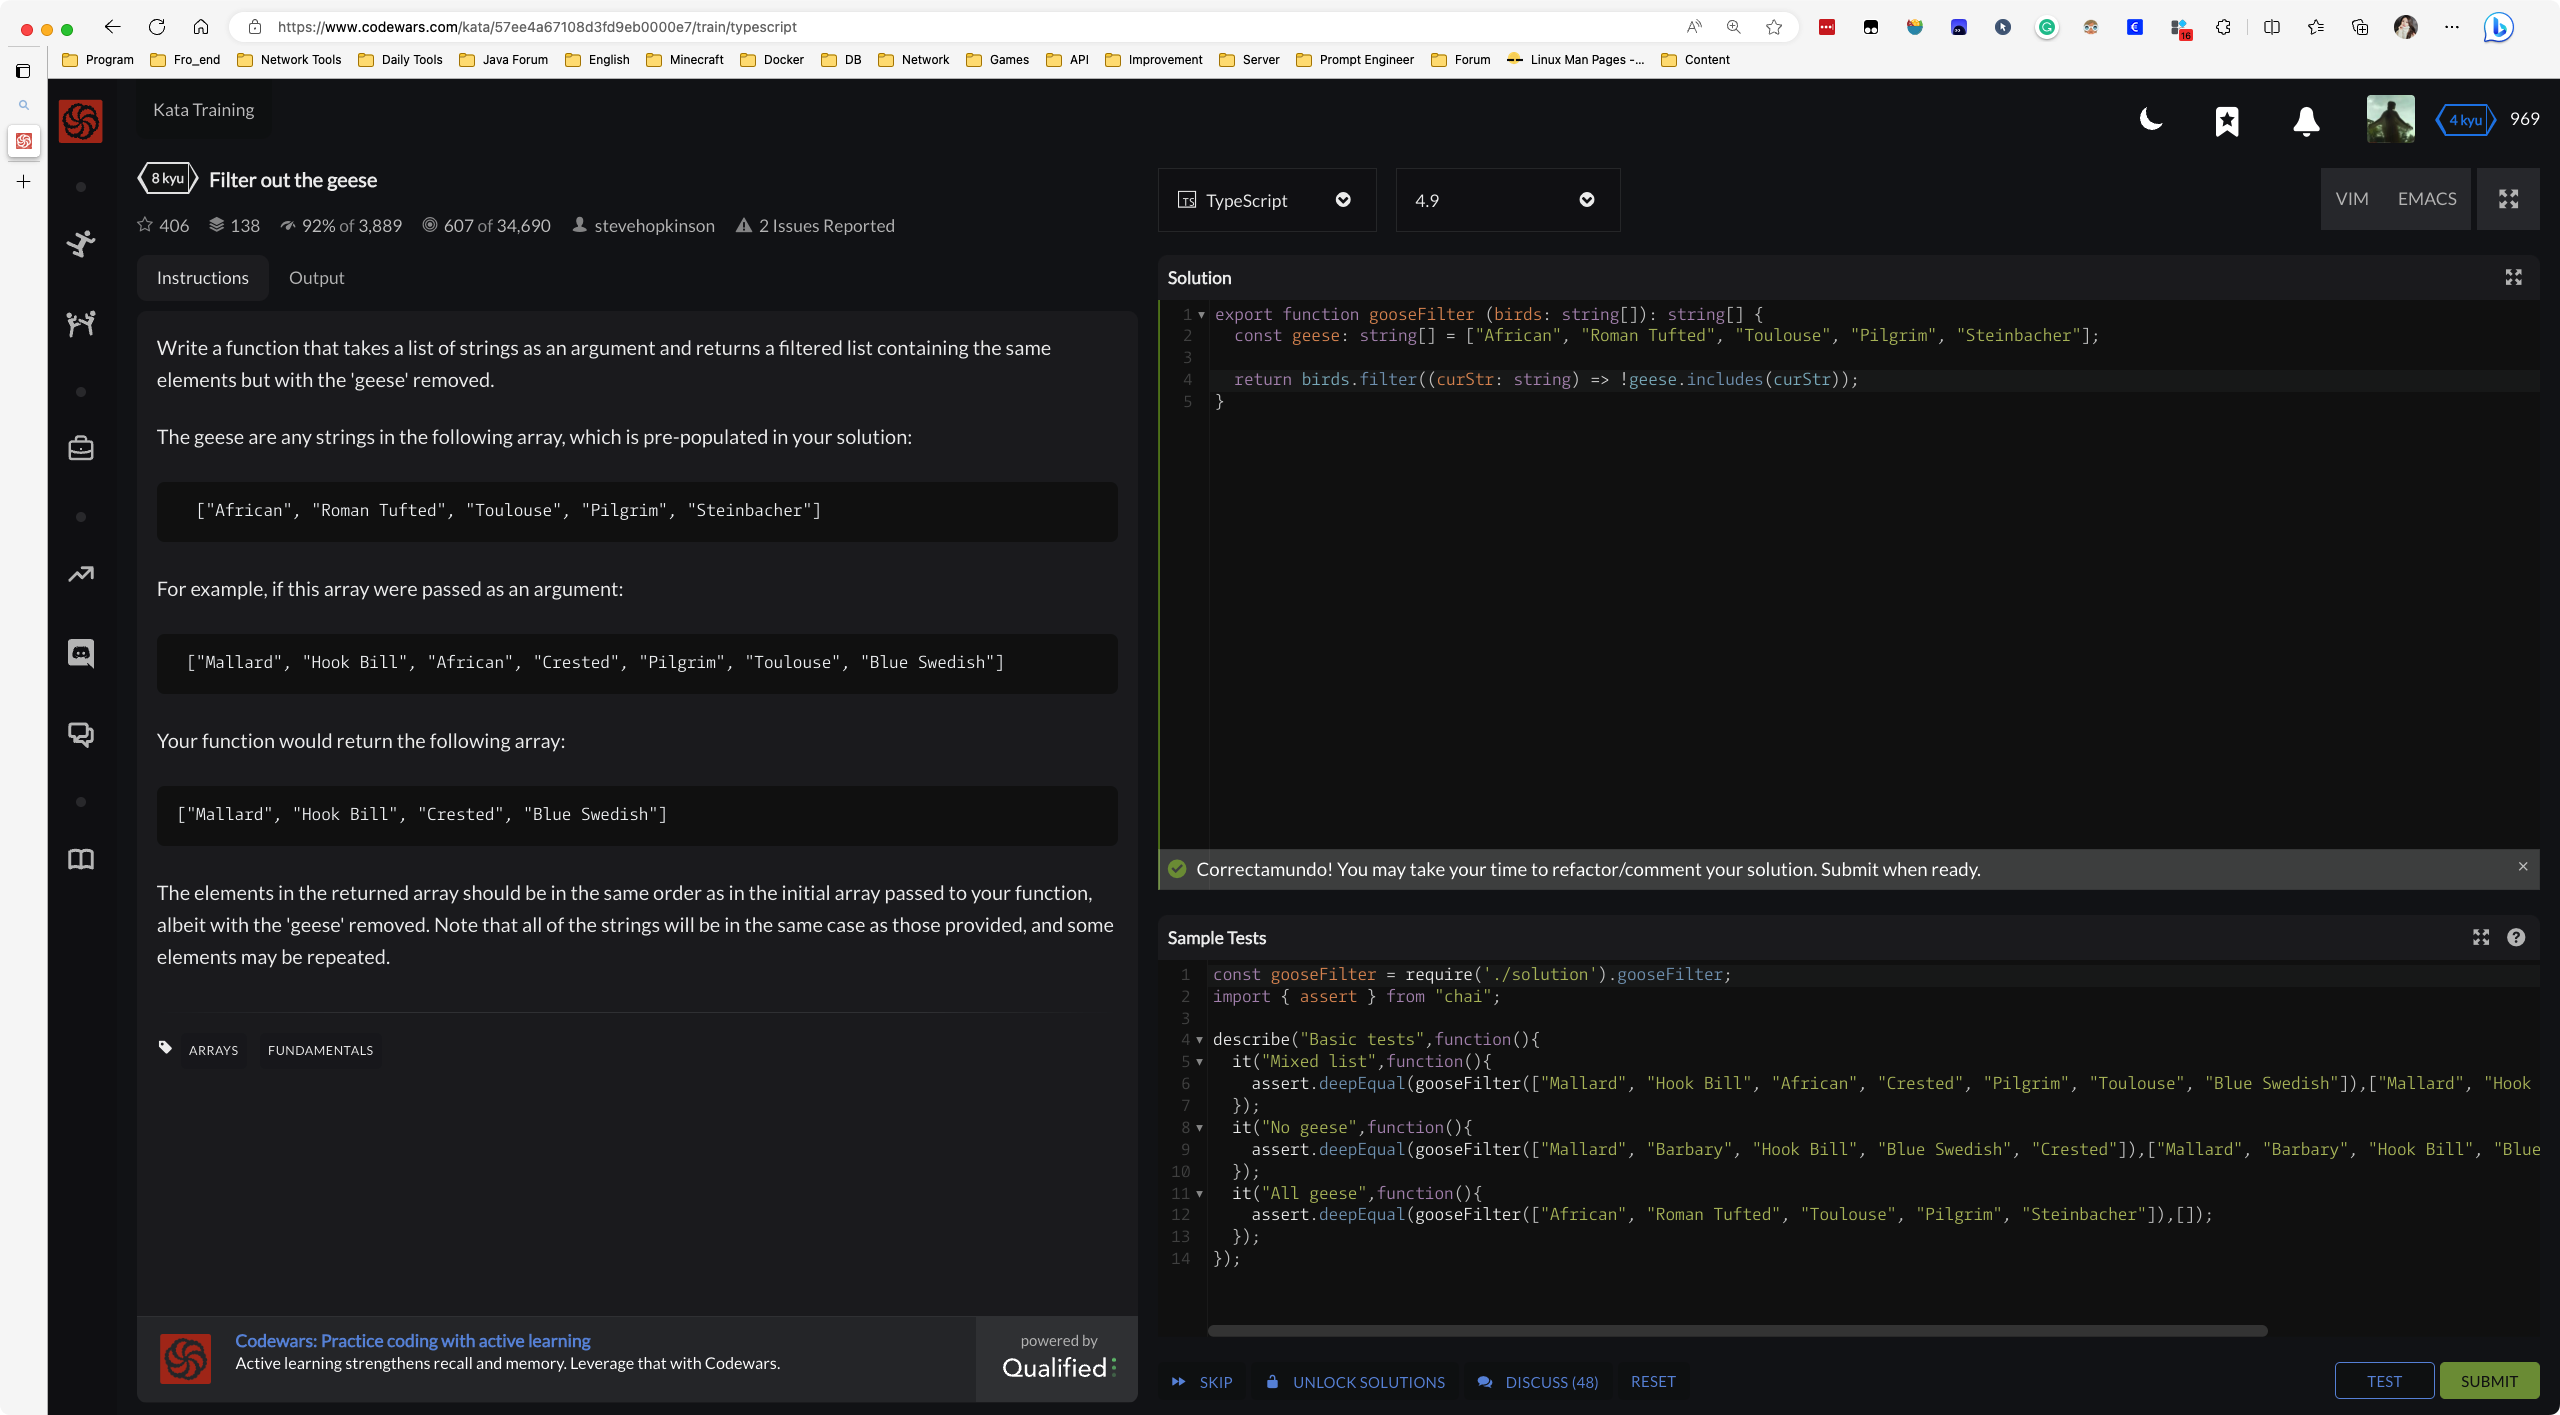 https://www.codewars.com/kata/57ee4a67108d3fd9eb0000e7/train/typescript
16
Program Fro_end Network Tools Daily Tools Java Forum English Minecraft Docker DB Network Games API Improvement Server Prompt Engineer Forum Linux Man Pages -... Content
Kata Training
4 kyu 969
8 kyu Filter out the geese
406 138 92% of 3,889 607 of 34,690 stevehopkinson 2 Issues Reported
TypeScript 4.9 VIM EMACS
Instructions Output
Write a function that takes a list of strings as an argument and returns a filtered list containing the same
elements but with the 'geese' removed.
The geese are any strings in the following array, which is pre-populated in your solution:
["African", "Roman Tufted", "Toulouse", "Pilgrim", "Steinbacher"]
For example, if this array were passed as an argument:
["Mallard", "Hook Bill", "African", "Crested", "Pilgrim", "Toulouse", "Blue Swedish"]
Your function would return the following array:
["Mallard", "Hook Bill", "Crested", "Blue Swedish"]
The elements in the returned array should be in the same order as in the initial array passed to your function,
albeit with the 'geese' removed. Note that all of the strings will be in the same case as those provided, and some
elements may be repeated.
ARRAYS FUNDAMENTALS
Codewars: Practice coding with active learning
Active learning strengthens recall and memory. Leverage that with Codewars.
powered by
Qualified
Solution
1 export function gooseFilter (birds: string[]): string[] {
2 const geese: string[] = ["African", "Roman Tufted", "Toulouse", "Pilgrim", "Steinbacher"];
3
4 return birds.filter((curStr: string) => !geese.includes(curStr));
5 }
Correctamundo! You may take your time to refactor/comment your solution. Submit when ready.
Sample Tests
1 const gooseFilter = require('./solution').gooseFilter;
2 import { assert } from "chai";
3
4 describe("Basic tests",function(){
5 it("Mixed list",function(){
6 assert.deepEqual(gooseFilter(["Mallard", "Hook Bill", "African", "Crested", "Pilgrim", "Toulouse", "Blue Swedish"]),["Mallard", "Hook
7 });
8 it("No geese",function(){
9 assert.deepEqual(gooseFilter(["Mallard", "Barbary", "Hook Bill", "Blue Swedish", "Crested"]),["Mallard", "Barbary", "Hook Bill", "Blue
10 });
11 it("All geese",function(){
12 assert.deepEqual(gooseFilter(["African", "Roman Tufted", "Toulouse", "Pilgrim", "Steinbacher"]),[]);
13 });
14 });
SKIP UNLOCK SOLUTIONS DISCUSS (48) RESET TEST SUBMIT